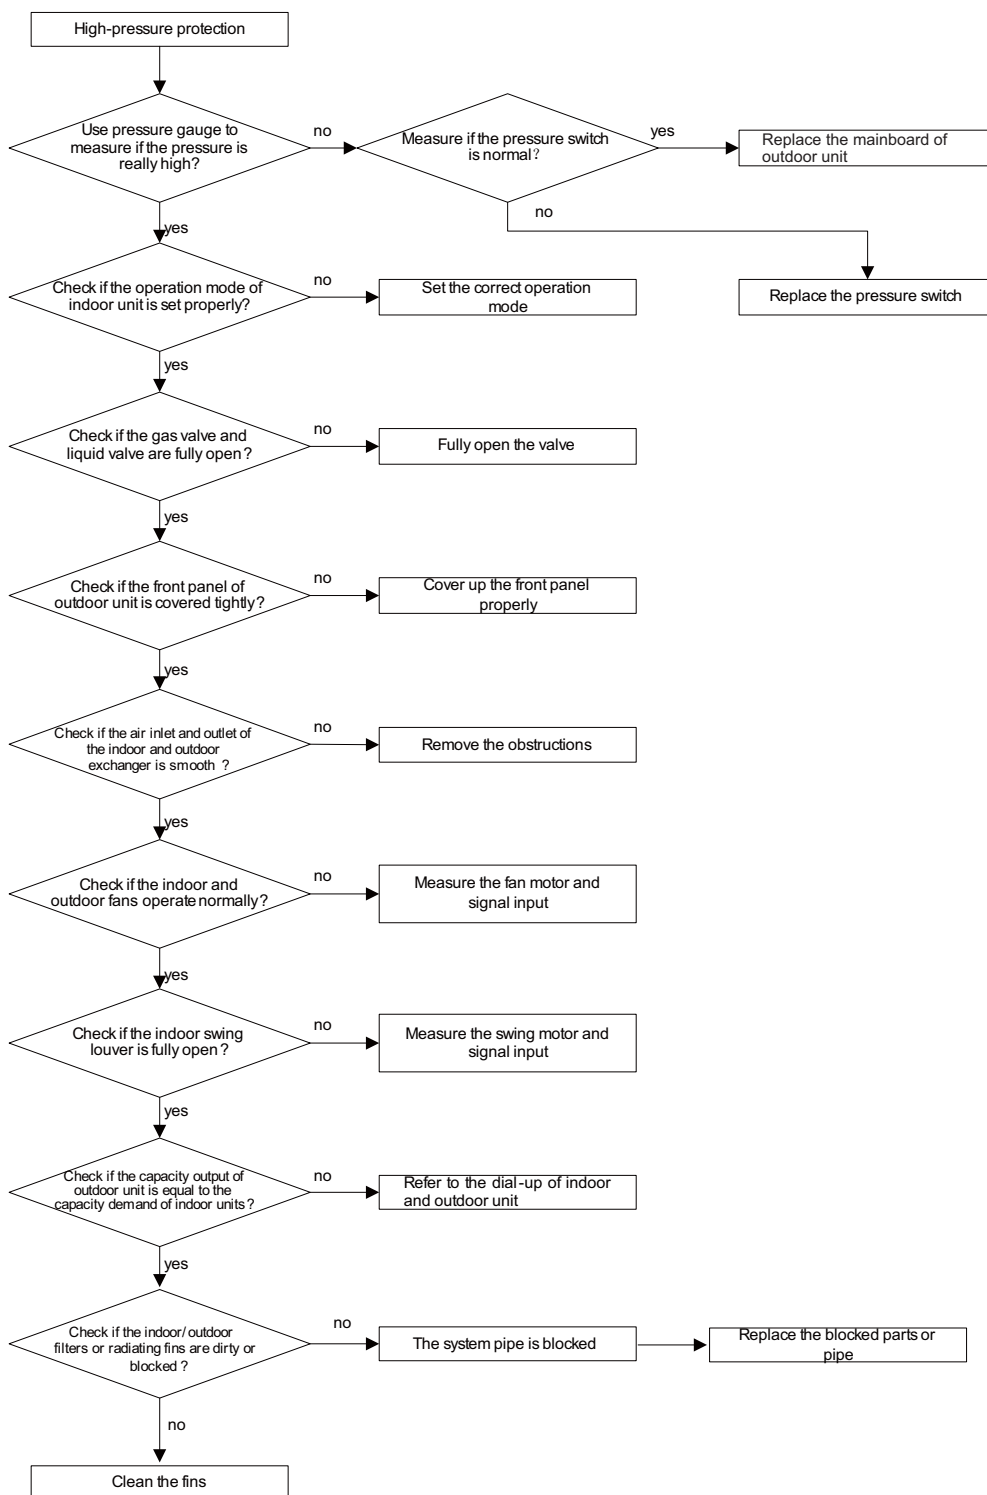 High-pressure protection
Use pressure gauge to
measure if the pressure is
really high?
no
Measure if the pressure switch
is normal?
yes
Replace the mainboard of
outdoor unit
no
Replace the pressure switch
yes
Check if the operation mode of
indoor unit is set properly?
no
Set the correct operation
mode
yes
Check if the gas valve and
liquid valve are fully open?
no
Fully open the valve
yes
Check if the front panel of
outdoor unit is covered tightly?
no
Cover up the front panel
properly
yes
Check if the air inlet and outlet of
the indoor and outdoor
exchanger is smooth ?
no
Remove the obstructions
yes
Check if the indoor and
outdoor fans operate normally?
no
Measure the fan motor and
signal input
yes
Check if the indoor swing
louver is fully open?
no
Measure the swing motor and
signal input
yes
Check if the capacity output of
outdoor unit is equal to the
capacity demand of indoor units?
no
Refer to the dial-up of indoor
and outdoor unit
yes
Check if the indoor/outdoor
filters or radiating fins are dirty or
blocked ?
no
The system pipe is blocked
Replace the blocked parts or
pipe
no
Clean the fins